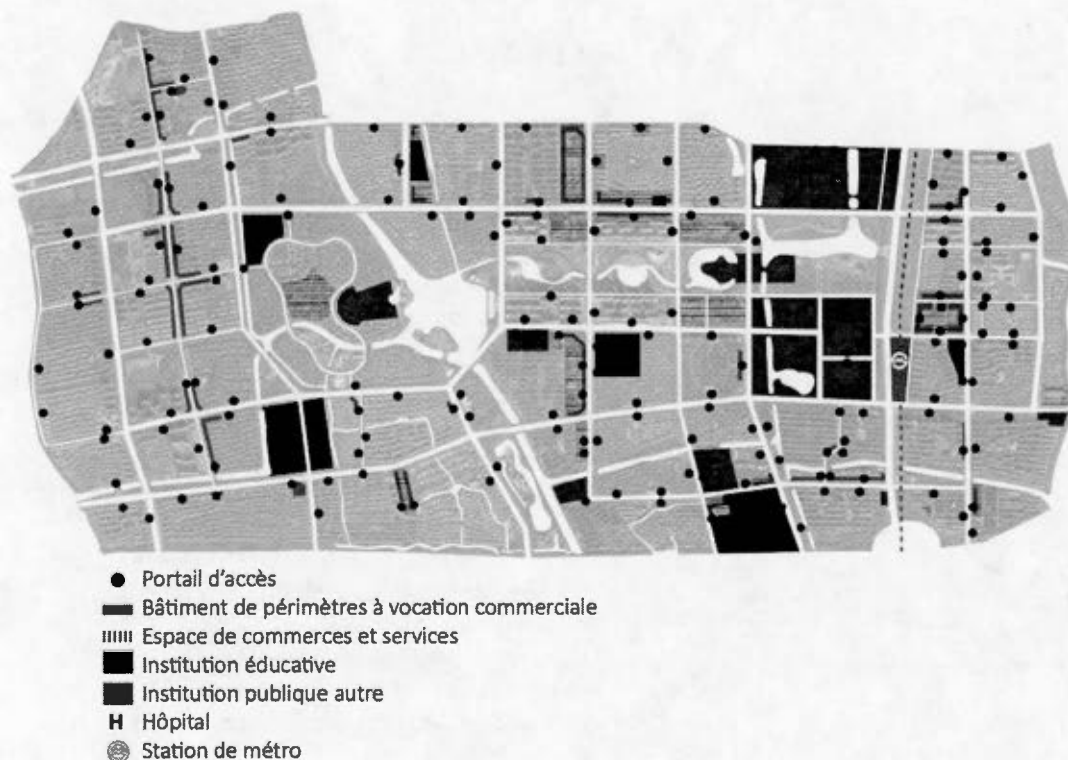 Portail d'accès
Bâtiment de périmètres à vocation commerciale
Espace de commerces et services
Institution éducative
Institution publique autre
H Hôpital
Station de métro